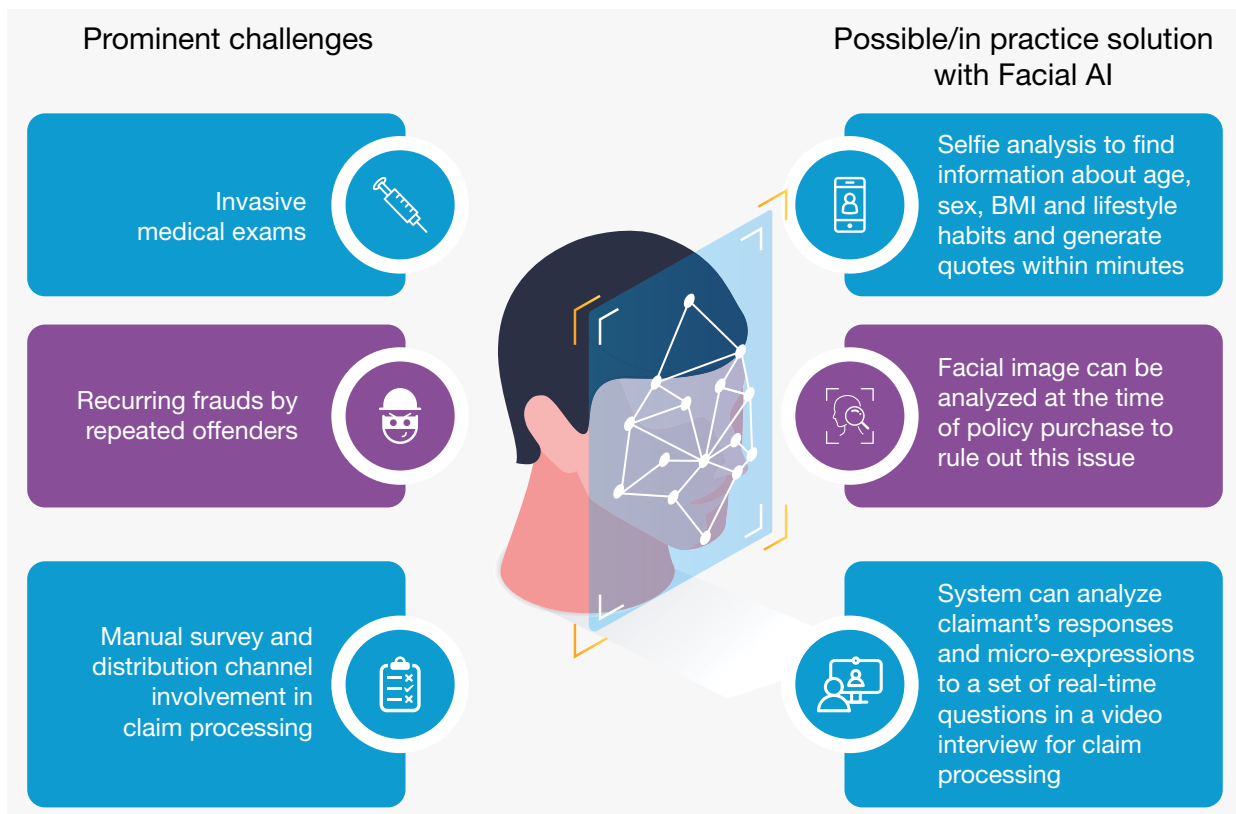 Prominent challenges
Possible/in practice solution
with Facial AI
Invasive
medical exams
Selfie analysis to find
information about age,
sex, BMI and lifestyle
habits and generate
quotes within minutes
Recurring frauds by
repeated offenders
Facial image can be
analyzed at the time
of policy purchase to
rule out this issue
Manual survey and
distribution channel
involvement in
claim processing
System can analyze
claimant’s responses
and micro-expressions
to a set of real-time
questions in a video
interview for claim
processing